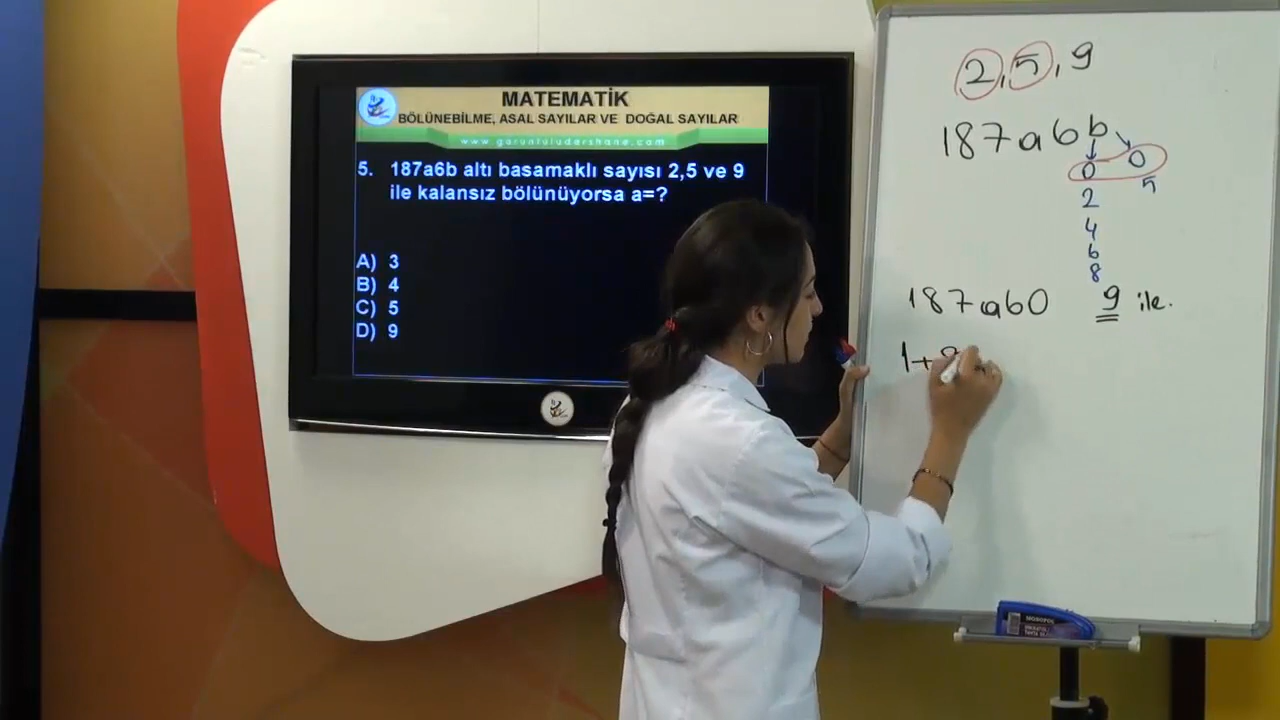 MATEMATİK
BÖLÜNEBİLME, ASAL SAYILAR VE DOĞAL SAYILAR
www.goruntuludershane.com
5. 187a6b altı basamaklı sayısı 2,5 ve 9
ile kalansız bölünüyorsa a=?
A) 3
B) 4
C) 5
D) 9
2, 5, 9
187a6b
0 0
2 5
4
6
8
187a60 9 ile.
1+8